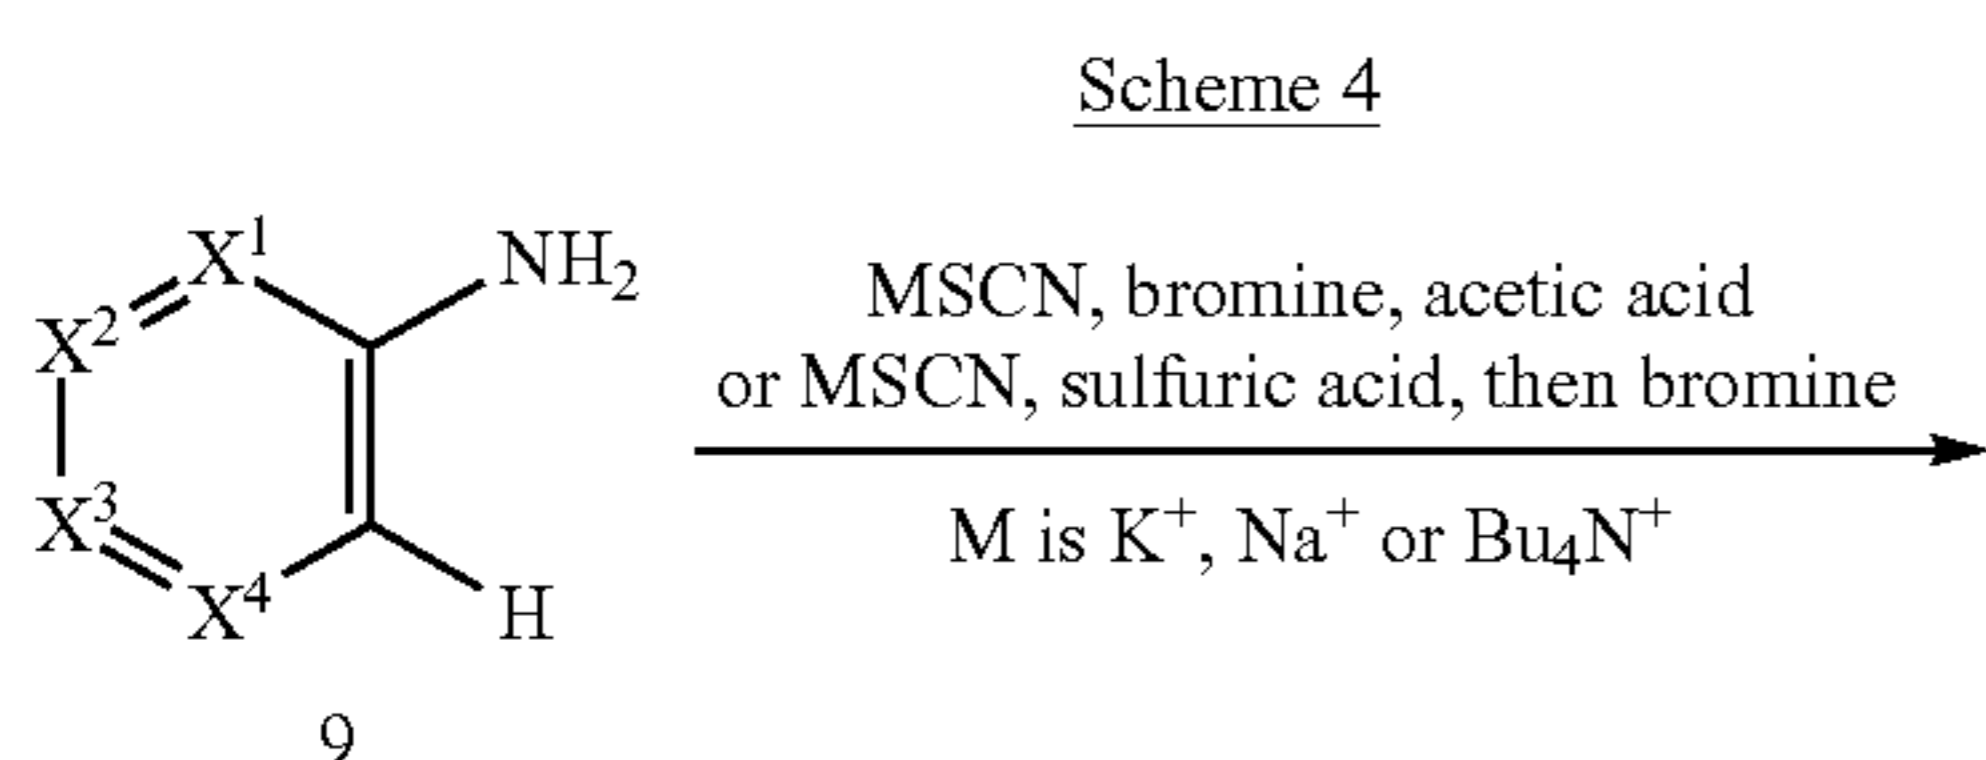 Scheme 4
X¹
NH₂
X²
X³
X⁴
H
9
MSCN, bromine, acetic acid
or MSCN, sulfuric acid, then bromine
M is K⁺, Na⁺ or Bu₄N⁺